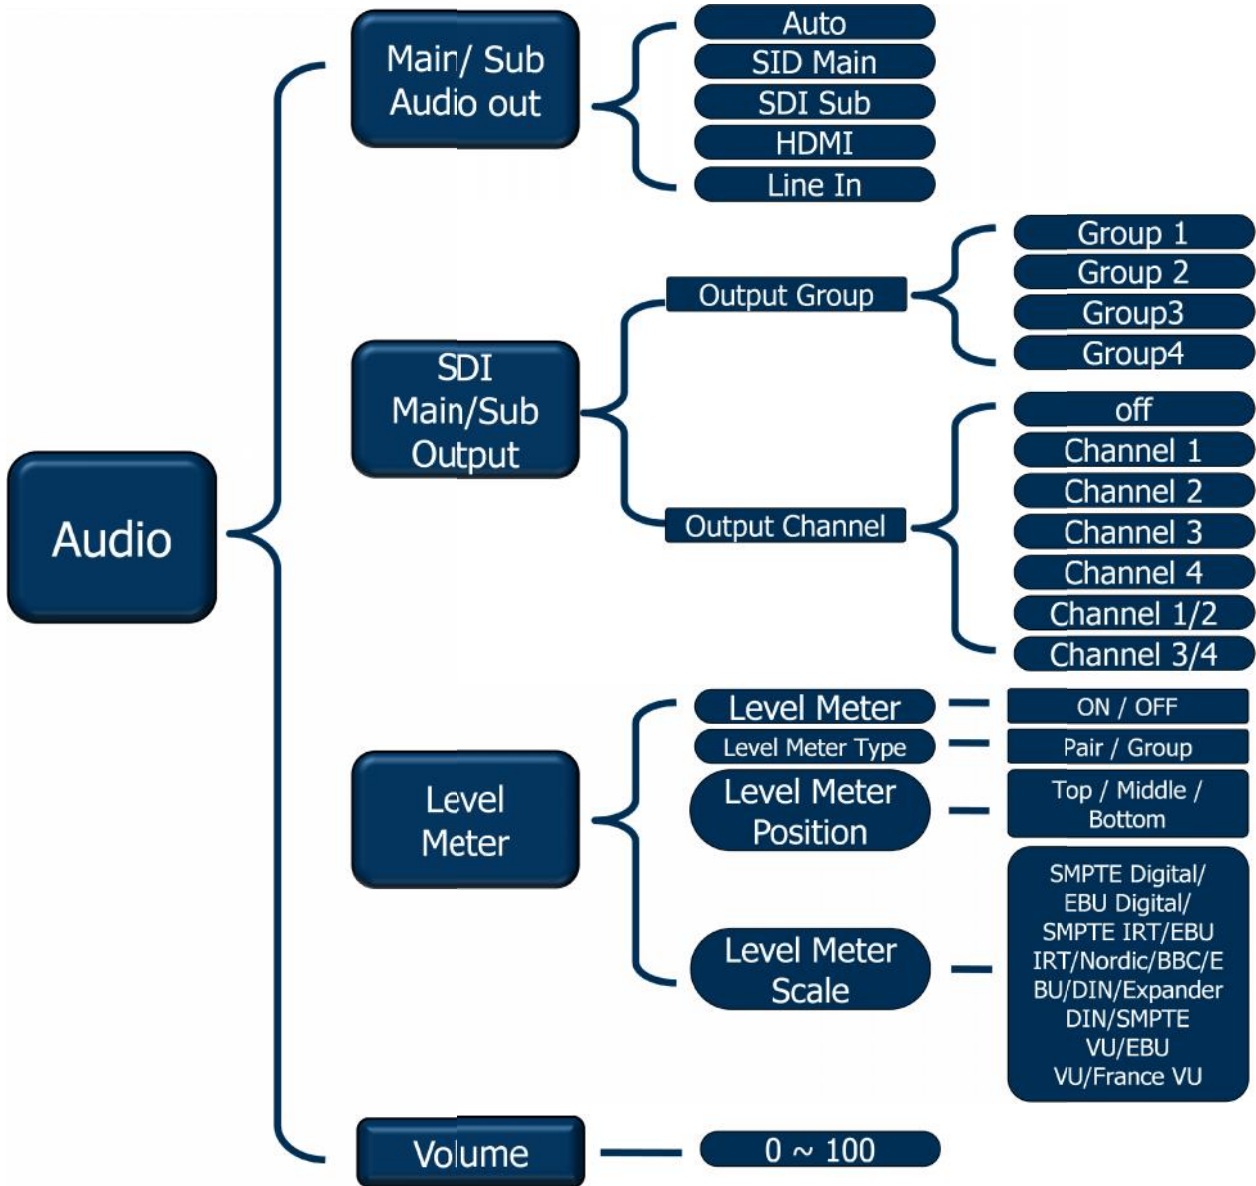 Audio
Main/ Sub
Audio out
Auto
SID Main
SDI Sub
HDMI
Line In
SDI
Main/Sub
Output
Output Group
Group 1
Group 2
Group3
Group4
Output Channel
off
Channel 1
Channel 2
Channel 3
Channel 4
Channel 1/2
Channel 3/4
Level
Meter
Level Meter
ON / OFF
Level Meter Type
Pair / Group
Level Meter
Position
Top / Middle /
Bottom
Level Meter
Scale
SMPTE Digital/
EBU Digital/
SMPTE IRT/EBU
IRT/Nordic/BBC/E
BU/DIN/Expander
DIN/SMPTE
VU/EBU
VU/France VU
Volume
0 ~ 100